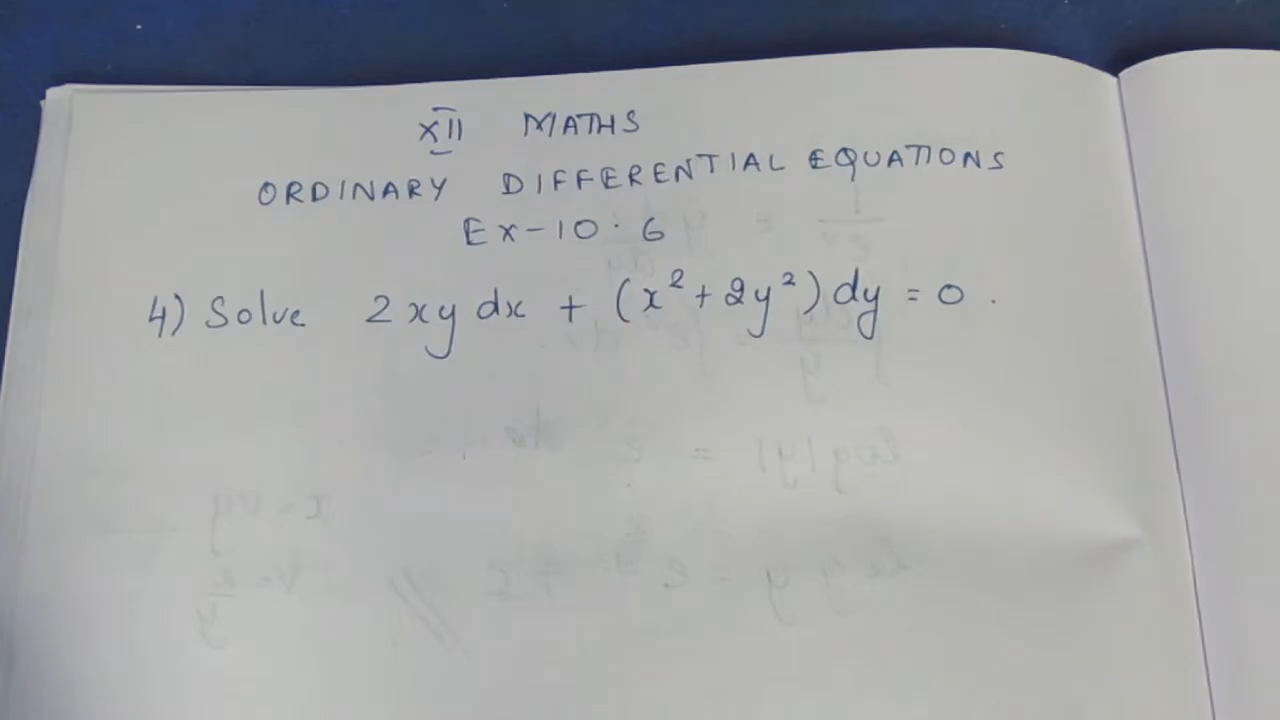 XII MATHS
ORDINARY DIFFERENTIAL EQUATIONS
Ex-10.6
4) Solve 2xy dx + (x² + 2y²) dy = 0.